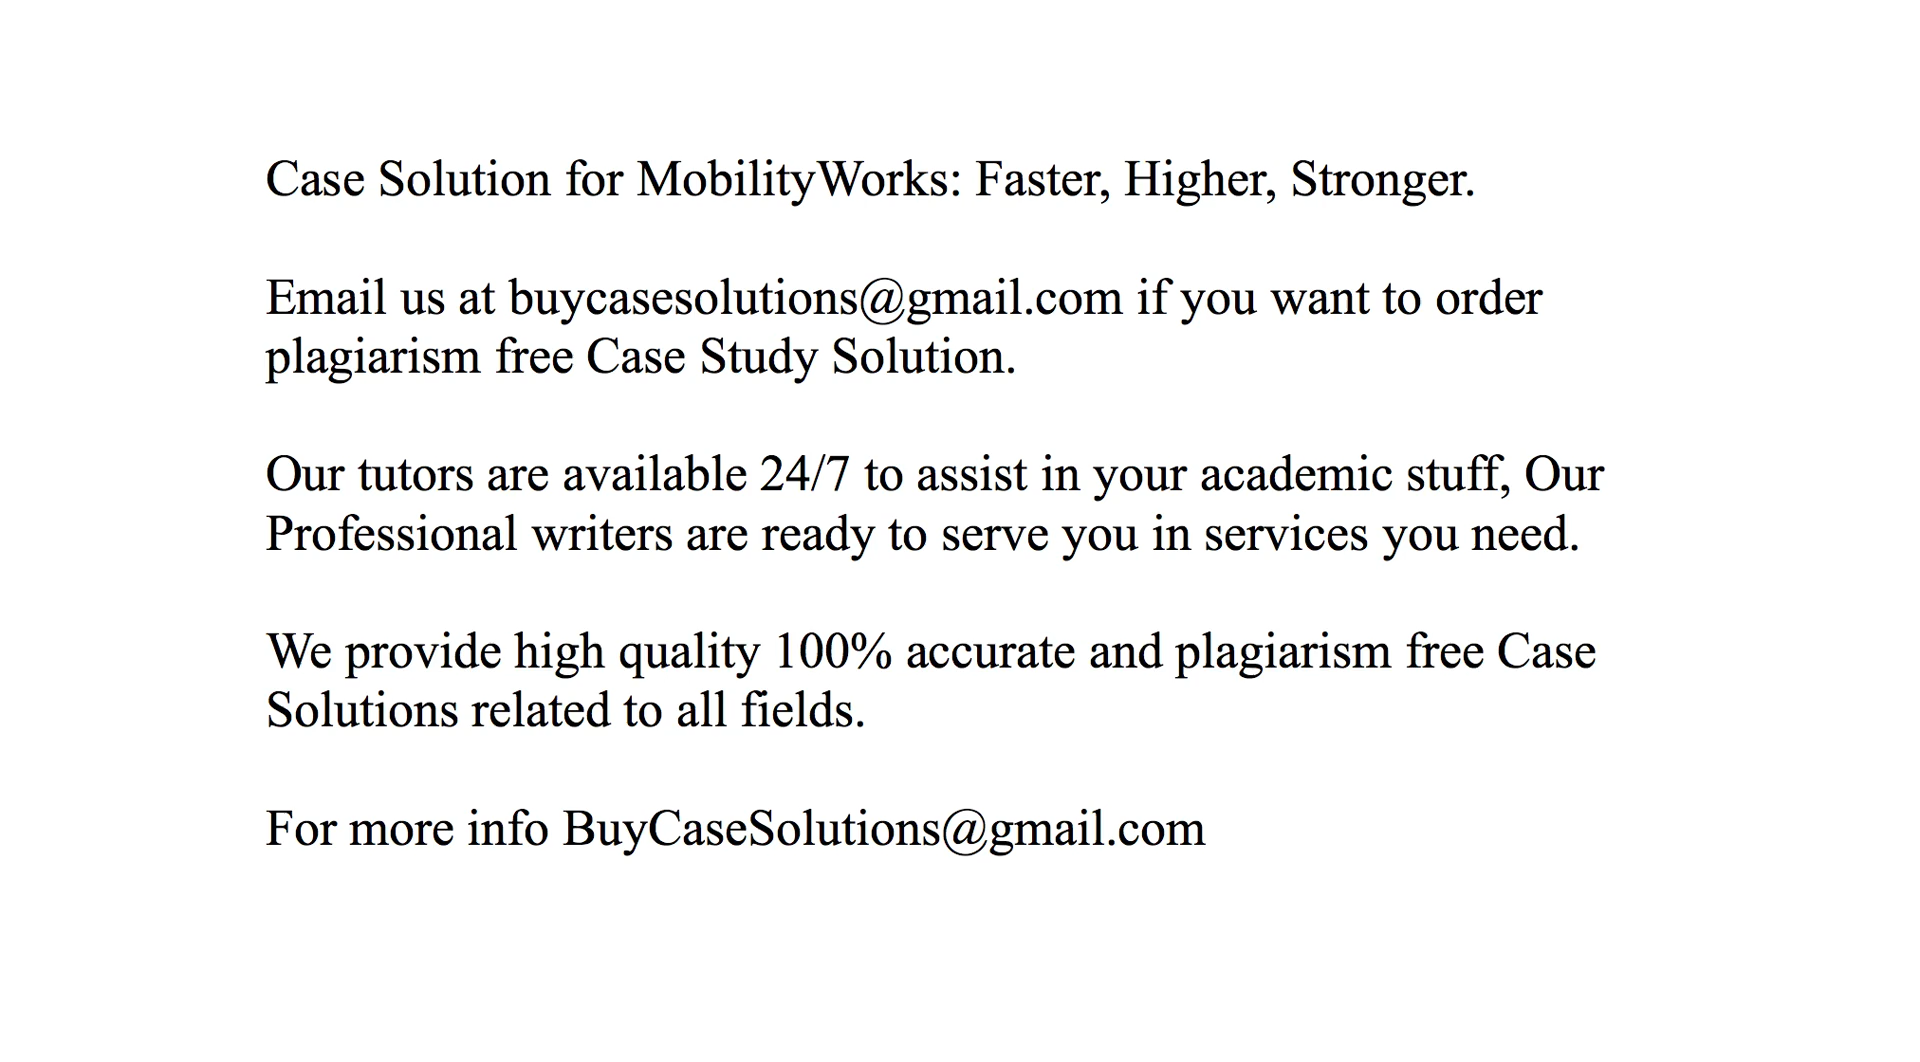 Case Solution for MobilityWorks: Faster, Higher, Stronger.
Email us at buycasesolutions@gmail.com if you want to order
plagiarism free Case Study Solution.
Our tutors are available 24/7 to assist in your academic stuff, Our
Professional writers are ready to serve you in services you need.
We provide high quality 100% accurate and plagiarism free Case
Solutions related to all fields.
For more info BuyCaseSolutions@gmail.com